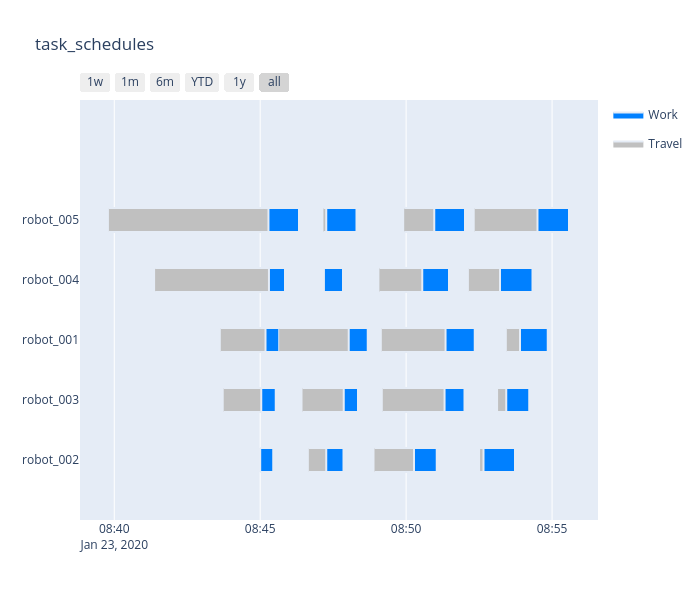 task_schedules
1w 1m 6m YTD 1y all
Work
Travel
robot_005
robot_004
robot_001
robot_003
robot_002
08:40 08:45 08:50 08:55
Jan 23, 2020